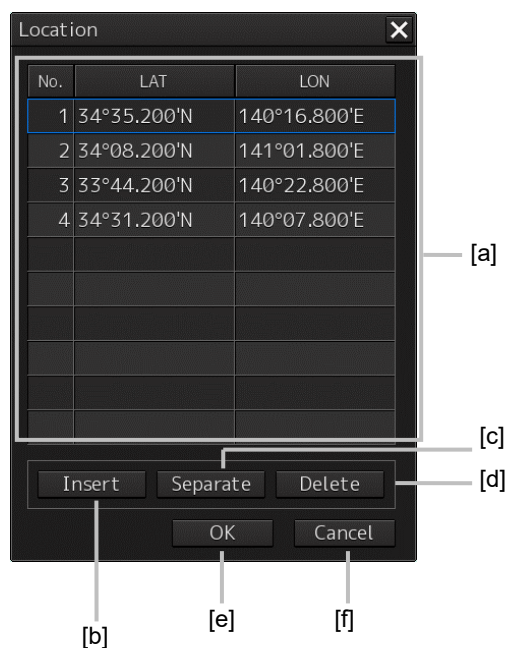 Location
No. LAT LON
1 34°35.200'N 140°16.800'E
2 34°08.200'N 141°01.800'E
3 33°44.200'N 140°22.800'E
4 34°31.200'N 140°07.800'E
[a]
[c]
Insert Separate Delete [d]
OK Cancel
[b] [e] [f]